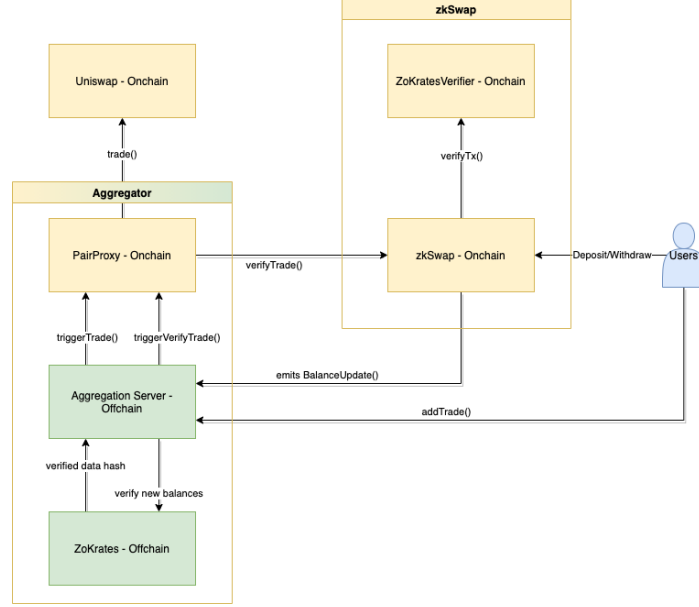 zkSwap
Uniswap - Onchain
ZoKratesVerifier - Onchain
trade()
verifyTx()
Aggregator
PairProxy - Onchain
zkSwap - Onchain
Deposit/Withdraw
Users
verifyTrade()
triggerTrade()
triggerVerifyTrade()
emits BalanceUpdate()
Aggregation Server -
Offchain
addTrade()
verified data hash
verify new balances
ZoKrates - Offchain